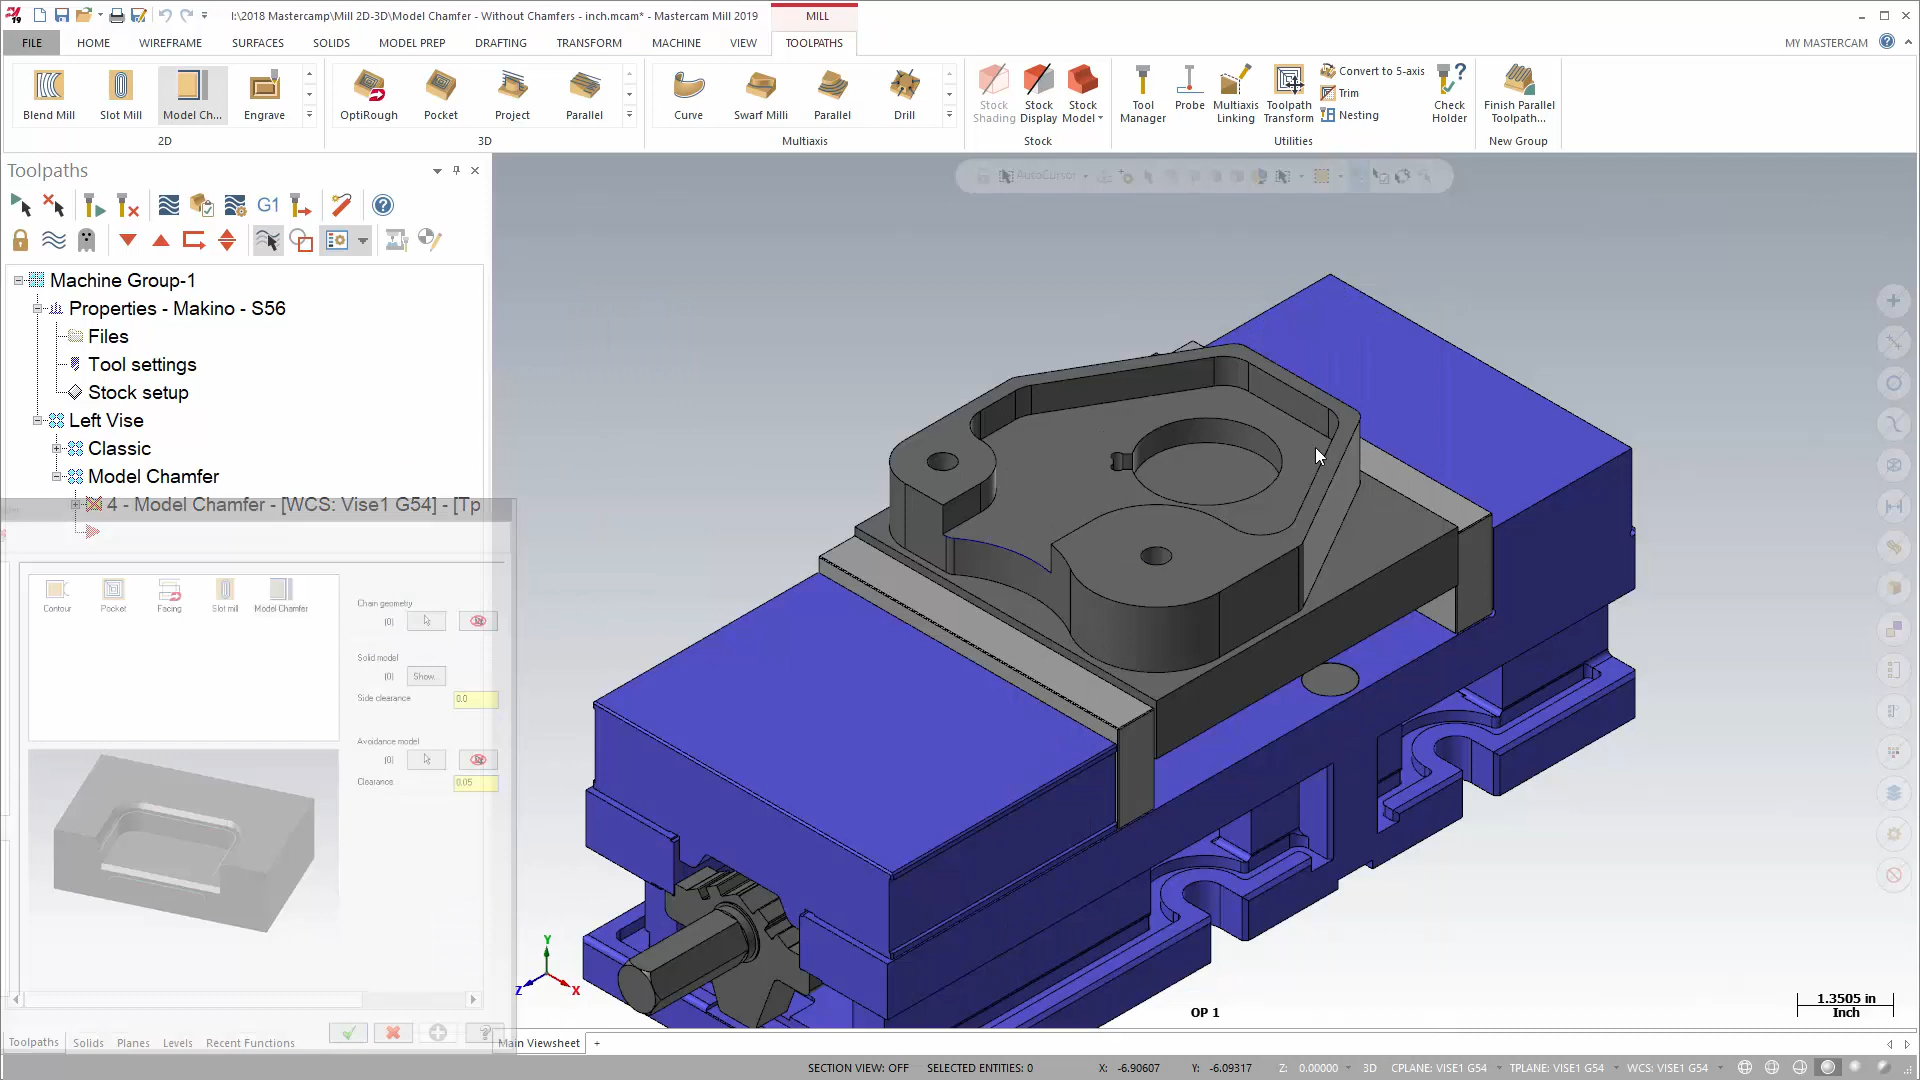 I:\2018 Mastercamp\Mill 2D-3D\Model Chamfer - Without Chamfers - inch.mcam* - Mastercam Mill 2019
MILL
FILE
HOME
WIREFRAME
SURFACES
SOLIDS
MODEL PREP
DRAFTING
TRANSFORM
MACHINE
VIEW
TOOLPATHS
MY MASTERCAM
Blend Mill
Slot Mill
Model Ch...
Engrave
2D
OptiRough
Pocket
Project
Parallel
3D
Curve
Swarf Milli
Parallel
Drill
Multiaxis
Stock Shading
Stock Display
Stock Model
Stock
Tool Manager
Probe
Multiaxis Linking
Toolpath Transform
Convert to 5-axis
Trim
Nesting
Check Holder
Utilities
Finish Parallel Toolpath...
New Group
Toolpaths
AutoCursor
G1
Machine Group-1
Properties - Makino - S56
Files
Tool settings
Stock setup
Left Vise
Classic
Model Chamfer
4 - Model Chamfer - [WCS: Vise1 G54] - [Tp
Contour
Pocket
Facing
Slot mill
Model Chamfer
Chain geometry
(0)
Solid model
(0)
Show...
Side clearance
0.0
Avoidance model
(0)
Clearance
0.05
Y
Z
X
OP 1
1.3505 in
Inch
Toolpaths
Solids
Planes
Levels
Recent Functions
Main Viewsheet
+
SECTION VIEW: OFF
SELECTED ENTITIES: 0
X: -6.90607
Y: -6.09317
Z: 0.00000
3D
CPLANE: VISE1 G54
TPLANE: VISE1 G54
WCS: VISE1 G54